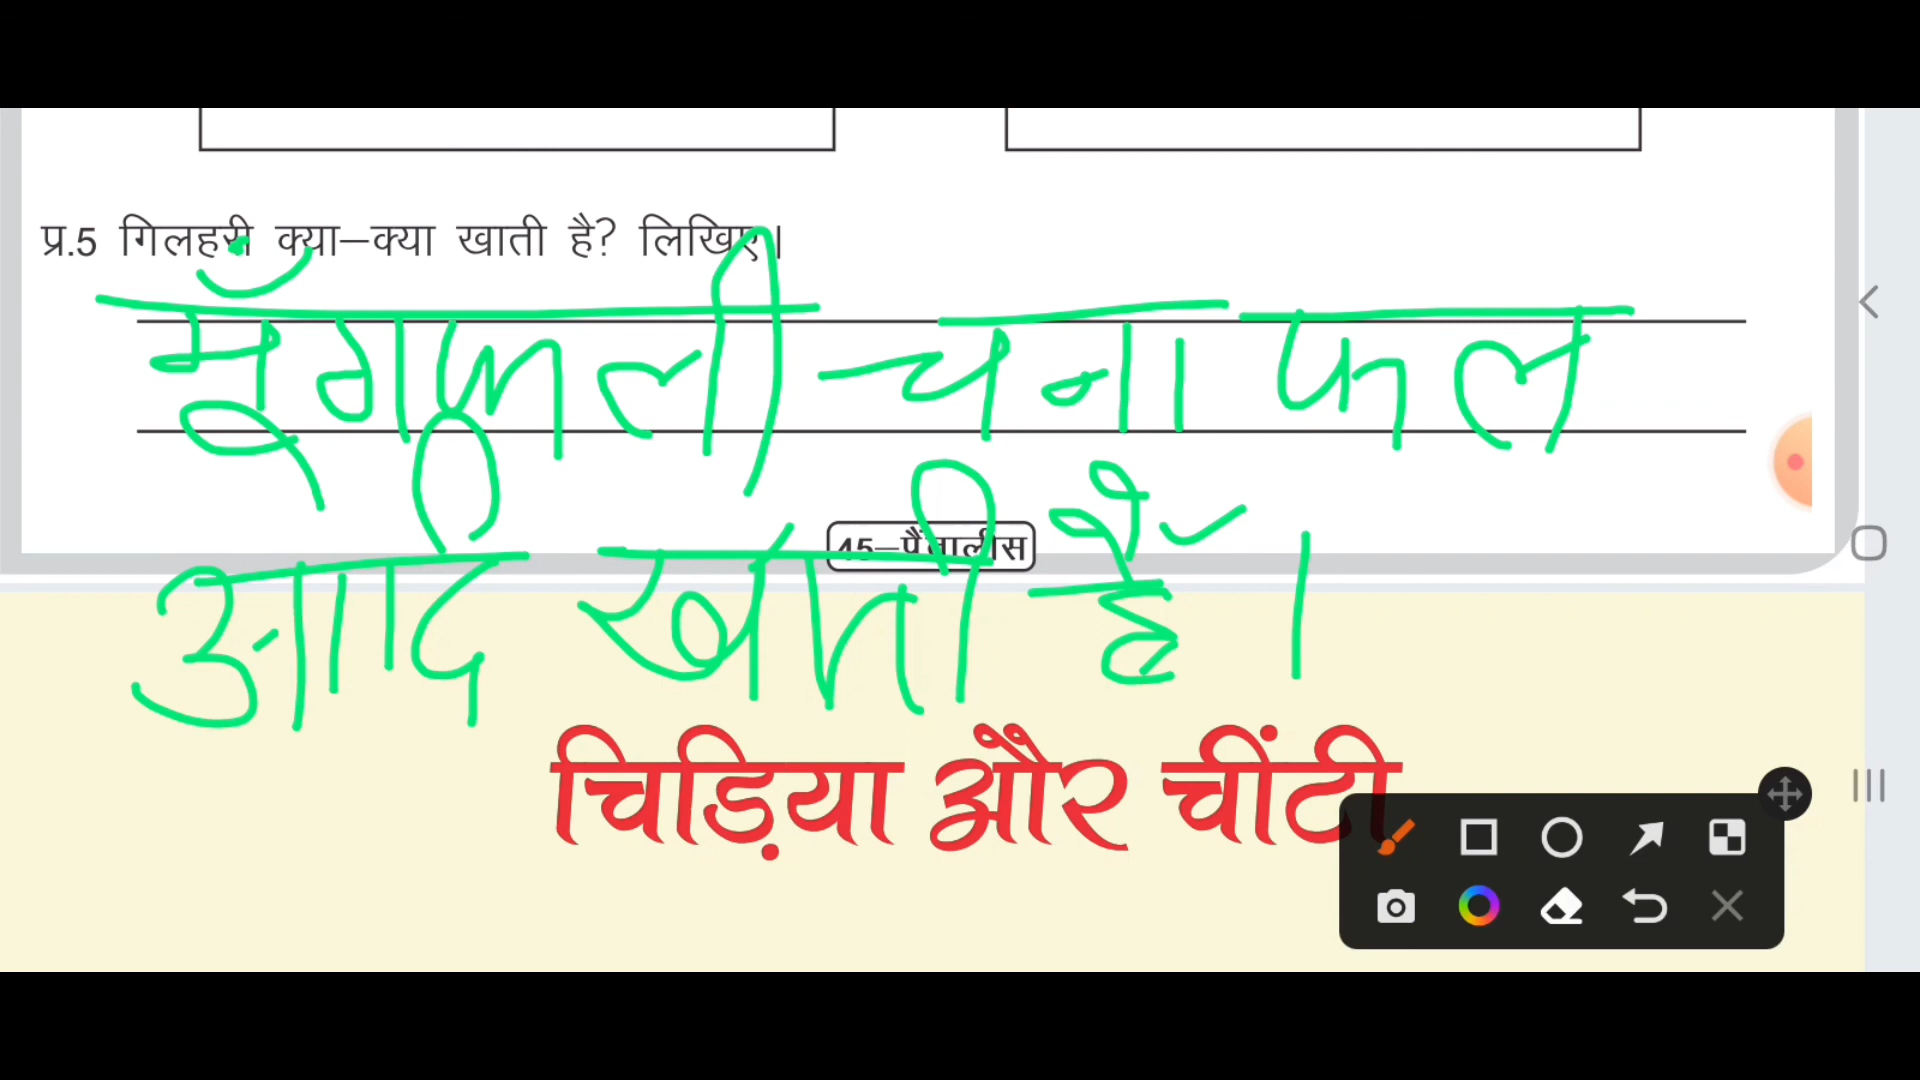 प्र.5 गिलहरी क्या–क्या खाती है? लिखिए।
मूँगफली चना फल
आदि खाती हैँ।
45–पैंतालीस
चिड़िया और चींटी